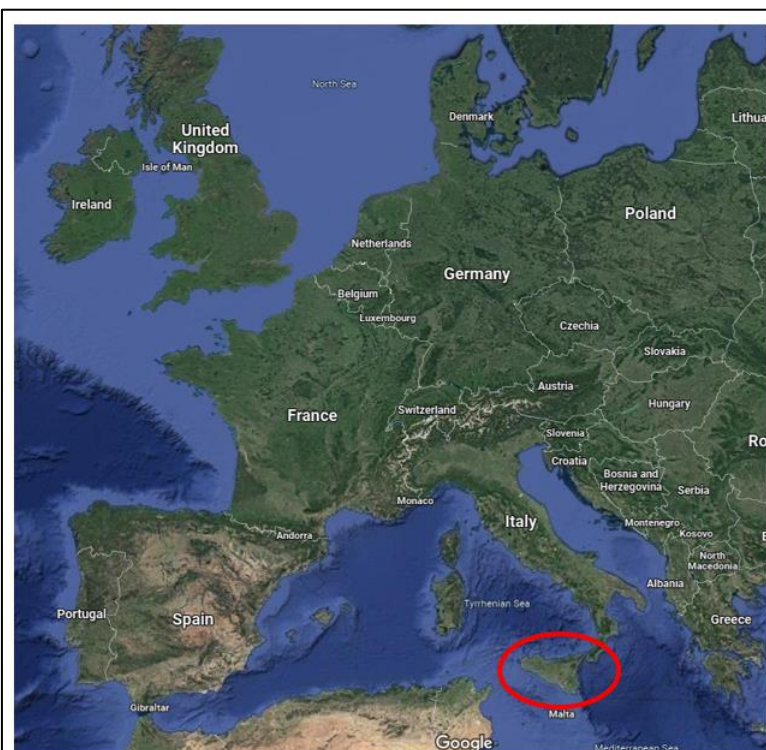 North Sea
Denmark
Lithua
United
Kingdom
Isle of Man
Ireland
Poland
Netherlands
Germany
Belgium
Luxembourg
Czechia
Slovakia
Austria
France
Switzerland
Hungary
Slovenia
Ro
Croatia
Bosnia and
Herzegovina
Serbia
Monaco
Italy
Montenegro
Kosovo
Andorra
North
Macedonia
Albania
Portugal
Spain
Tyrrhenian Sea
Greece
Gibraltar
Malta
Google
Mediterranean Sea